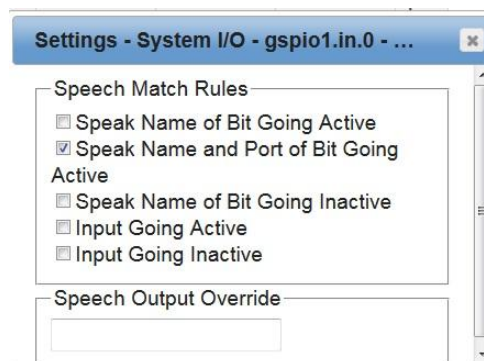 Settings - System I/O - gspio1.in.0 - ...
Speech Match Rules
Speak Name of Bit Going Active
Speak Name and Port of Bit Going
Active
Speak Name of Bit Going Inactive
Input Going Active
Input Going Inactive
Speech Output Override